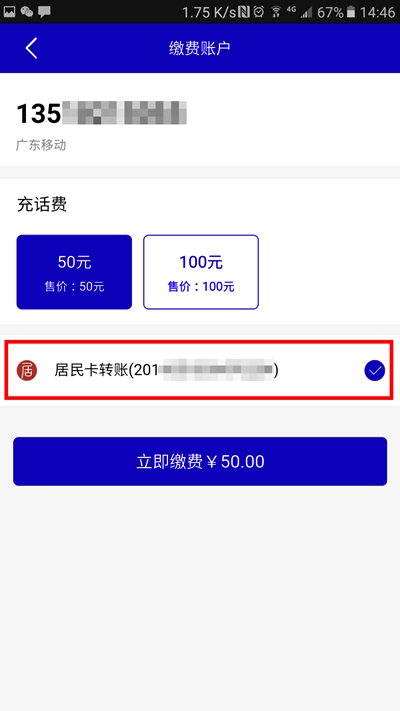 1.75 K/s 4G 67% 14:46
缴费账户
135
广东移动
充话费
50元 100元
售价：50元 售价：100元
居 居民卡转账(201 )
立即缴费￥50.00